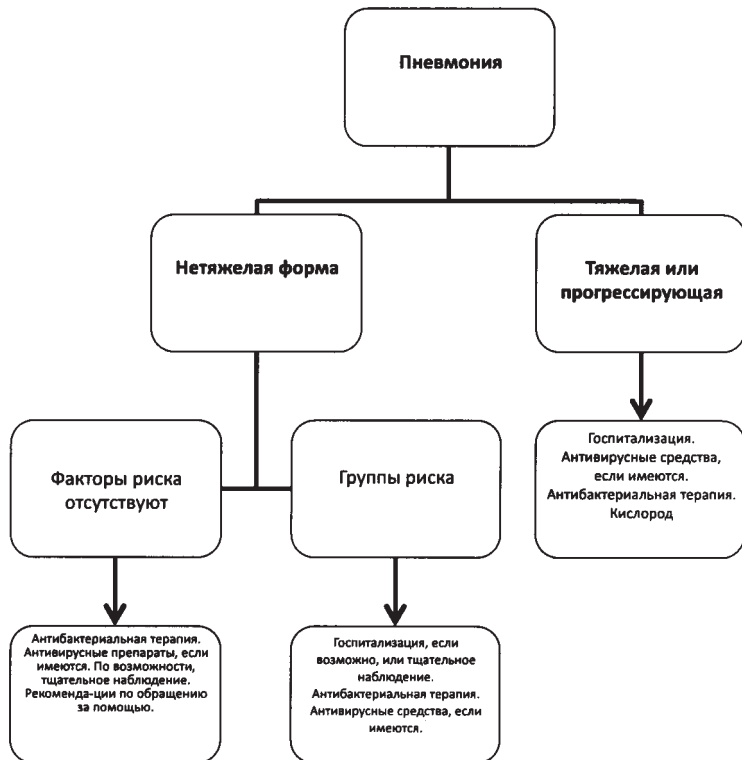 Пневмония
Нетяжелая форма
Тяжелая или
прогрессирующая
Факторы риска
отсутствуют
Группы риска
Госпитализация.
Антивирусные средства,
если имеются.
Антибактериальная терапия.
Кислород
Антибактериальная терапия.
Антивирусные препараты, если
имеются. По возможности,
тщательное наблюдение.
Рекоменда-ции по обращению
за помощью.
Госпитализация, если
возможно, или тщательное
наблюдение.
Антибактериальная терапия.
Антивирусные средства, если
имеются.